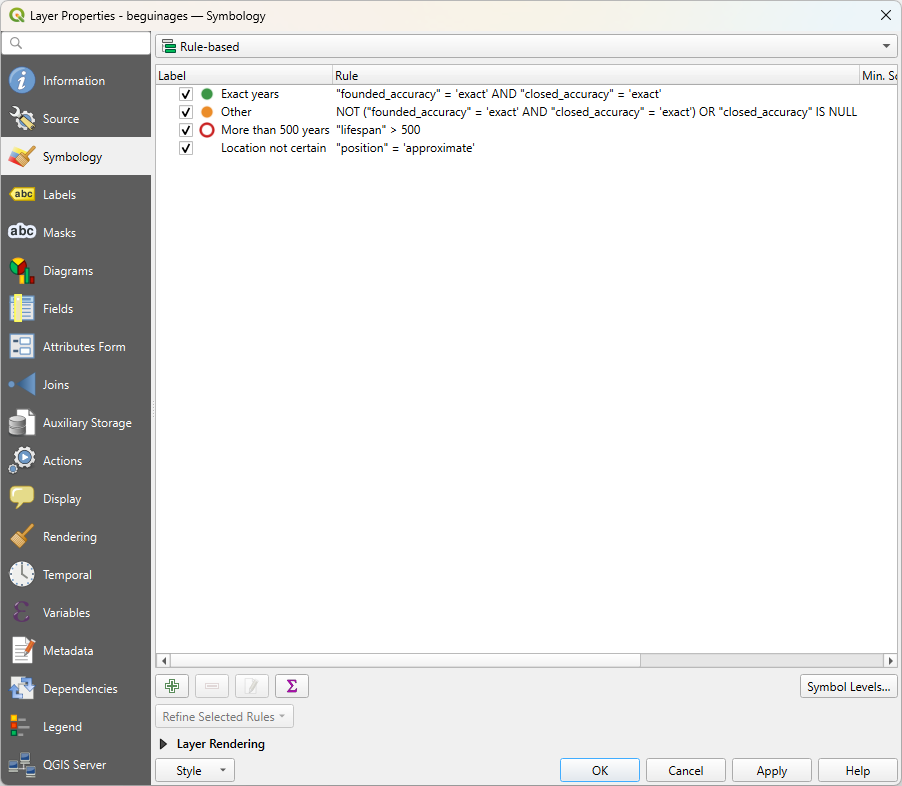 Layer Properties - beguinages — Symbology
Information
Source
Symbology
abc Labels
abc Masks
Diagrams
Fields
Attributes Form
Joins
Auxiliary Storage
Actions
Display
Rendering
Temporal
Variables
Metadata
Dependencies
Legend
QGIS Server
Rule-based
Label Rule Min. Sc
Exact years "founded_accuracy" = 'exact' AND "closed_accuracy" = 'exact'
Other NOT ("founded_accuracy" = 'exact' AND "closed_accuracy" = 'exact') OR "closed_accuracy" IS NULL
More than 500 years "lifespan" > 500
Location not certain "position" = 'approximate'
Σ Symbol Levels...
Refine Selected Rules
Layer Rendering
Style OK Cancel Apply Help